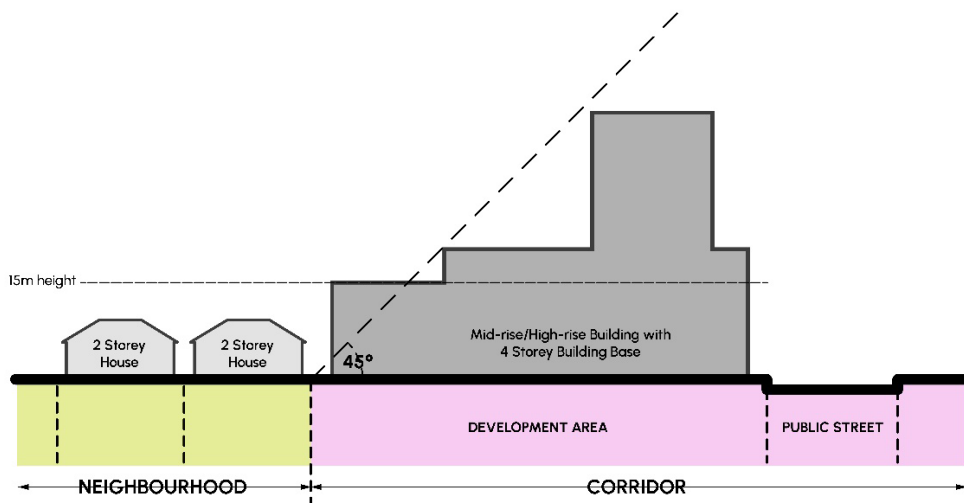 15m height
2 Storey
House
2 Storey
House
45°
Mid-rise/High-rise Building with
4 Storey Building Base
DEVELOPMENT AREA
PUBLIC STREET
NEIGHBOURHOOD
CORRIDOR